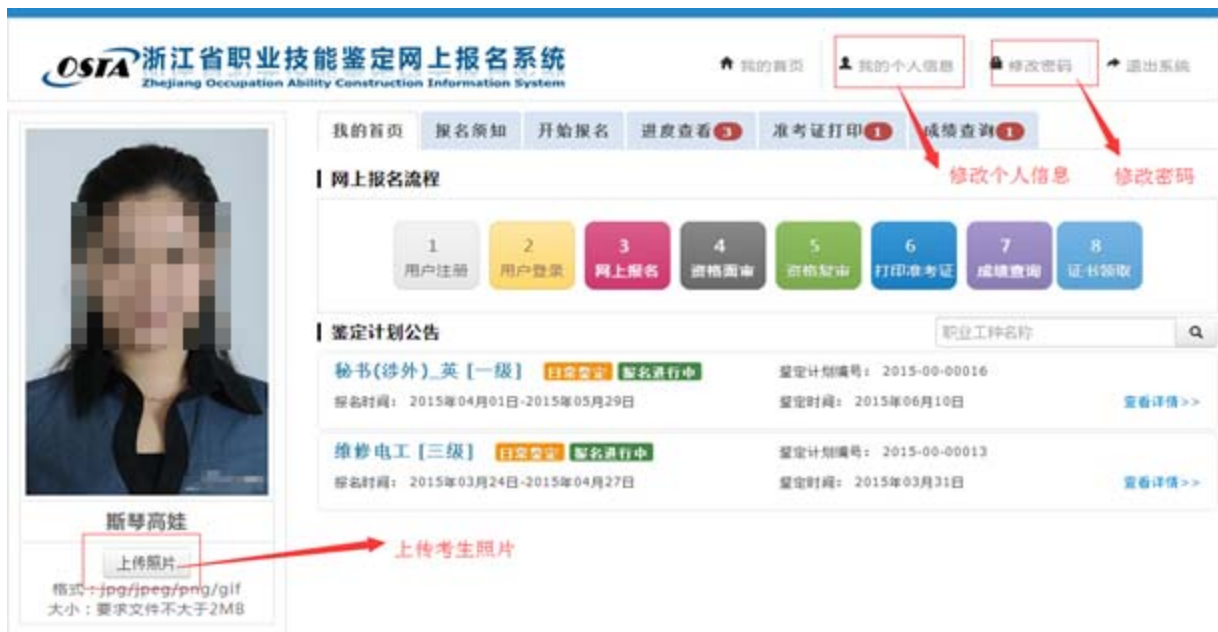 OSTA 浙江省职业技能鉴定网上报名系统
Zhejiang Occupation Ability Construction Information System
我的首页 我的个人信息 修改密码 退出系统
我的首页 报名须知 开始报名 进度查看 3 准考证打印 1 成绩查询 1
修改个人信息 修改密码
网上报名流程
1 2 3 4 5 6 7 8
用户注册 用户登录 网上报名 资格面审 资格复审 打印准考证 成绩查询 证书领取
鉴定计划公告 职业工种名称
秘书(涉外)_英 [一级] 日常鉴定 报名进行中 鉴定计划编号: 2015-00-00016
报名时间: 2015年04月01日-2015年05月29日 鉴定时间: 2015年06月10日 查看详情>>
维修电工 [三级] 日常鉴定 报名进行中 鉴定计划编号: 2015-00-00013
报名时间: 2015年03月24日-2015年04月27日 鉴定时间: 2015年03月31日 查看详情>>
斯琴高娃
上传照片
上传考生照片
格式:jpg/jpeg/png/gif
大小:要求文件不大于2MB